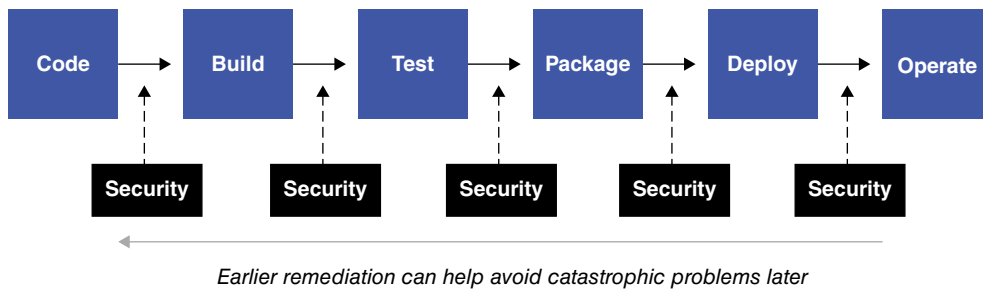 Code Build Test Package Deploy Operate
Security Security Security Security Security
Earlier remediation can help avoid catastrophic problems later